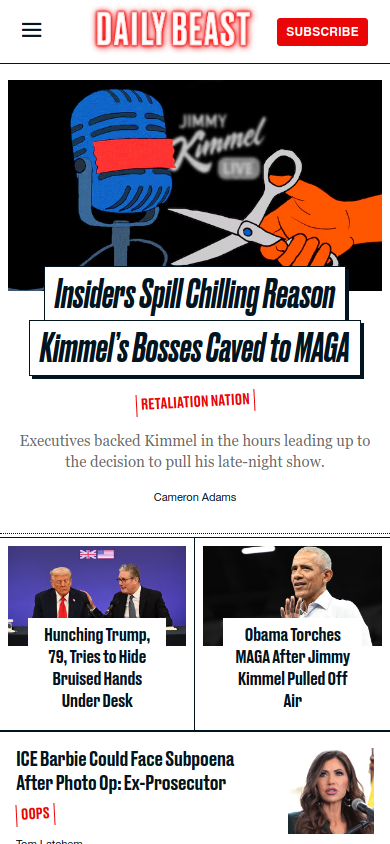 DAILY BEAST
SUBSCRIBE
JIMMY
Kimmel
LIVE
Insiders Spill Chilling Reason
Kimmel's Bosses Caved to MAGA
RETALIATION NATION
Executives backed Kimmel in the hours leading up to
the decision to pull his late-night show.
Cameron Adams
Hunching Trump,
79, Tries to Hide
Bruised Hands
Under Desk
Obama Torches
MAGA After Jimmy
Kimmel Pulled Off
Air
ICE Barbie Could Face Subpoena
After Photo Op: Ex-Prosecutor
OOPS
Tom Latchem